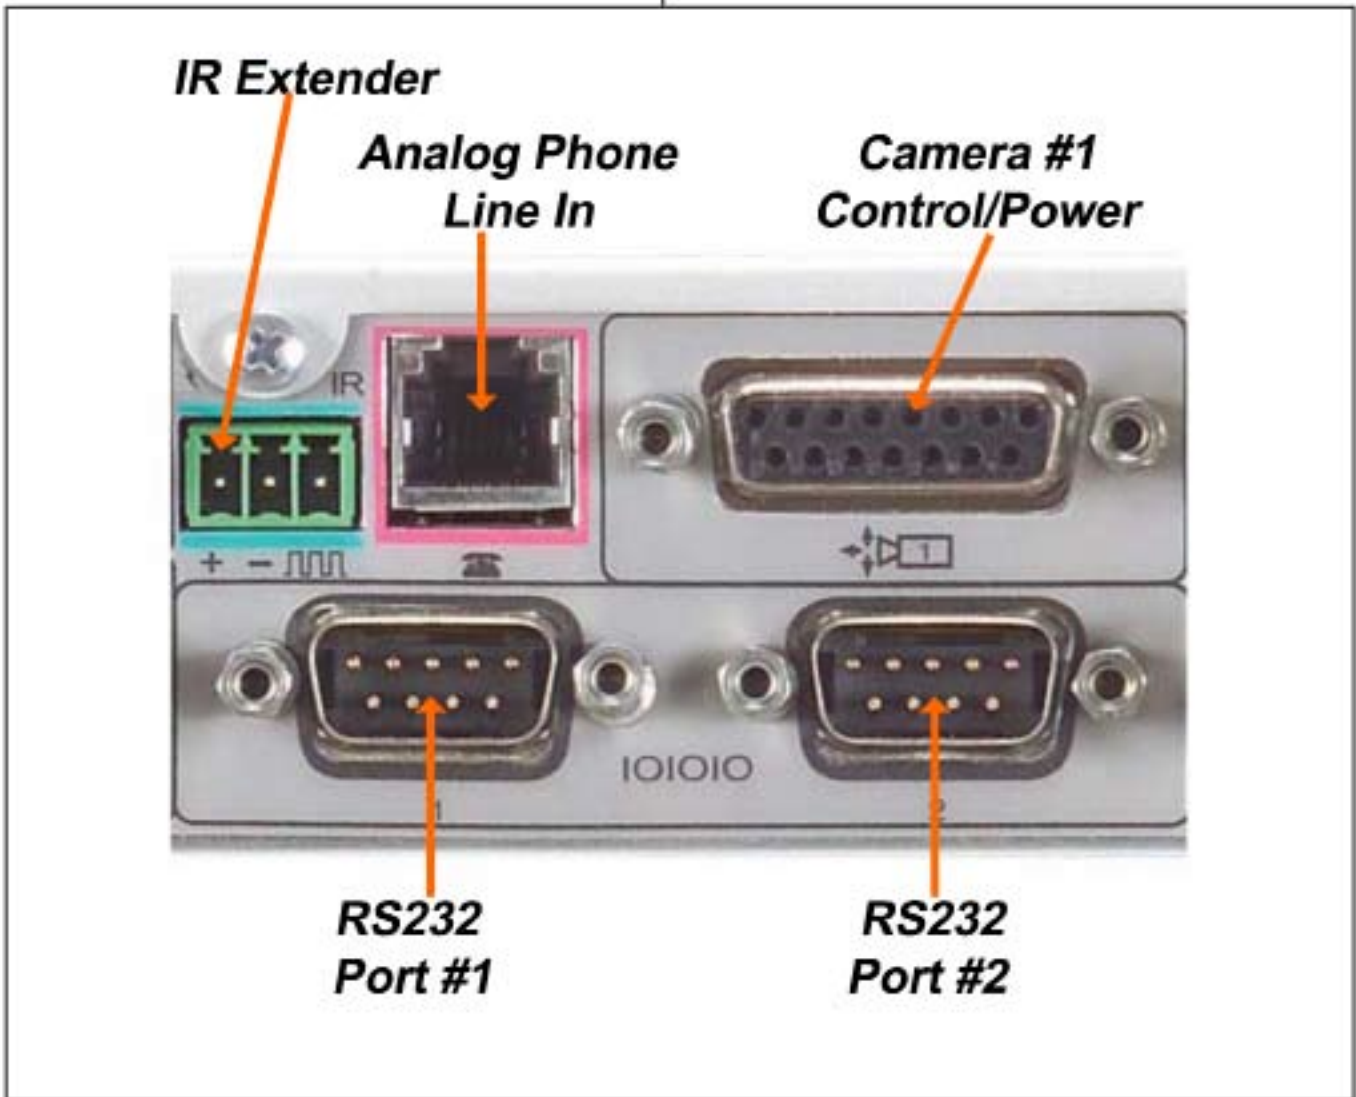 IR Extender
Analog Phone
Line In
Camera #1
Control/Power
IR
+ −
1
IOIOIO
1
2
RS232
Port #1
RS232
Port #2